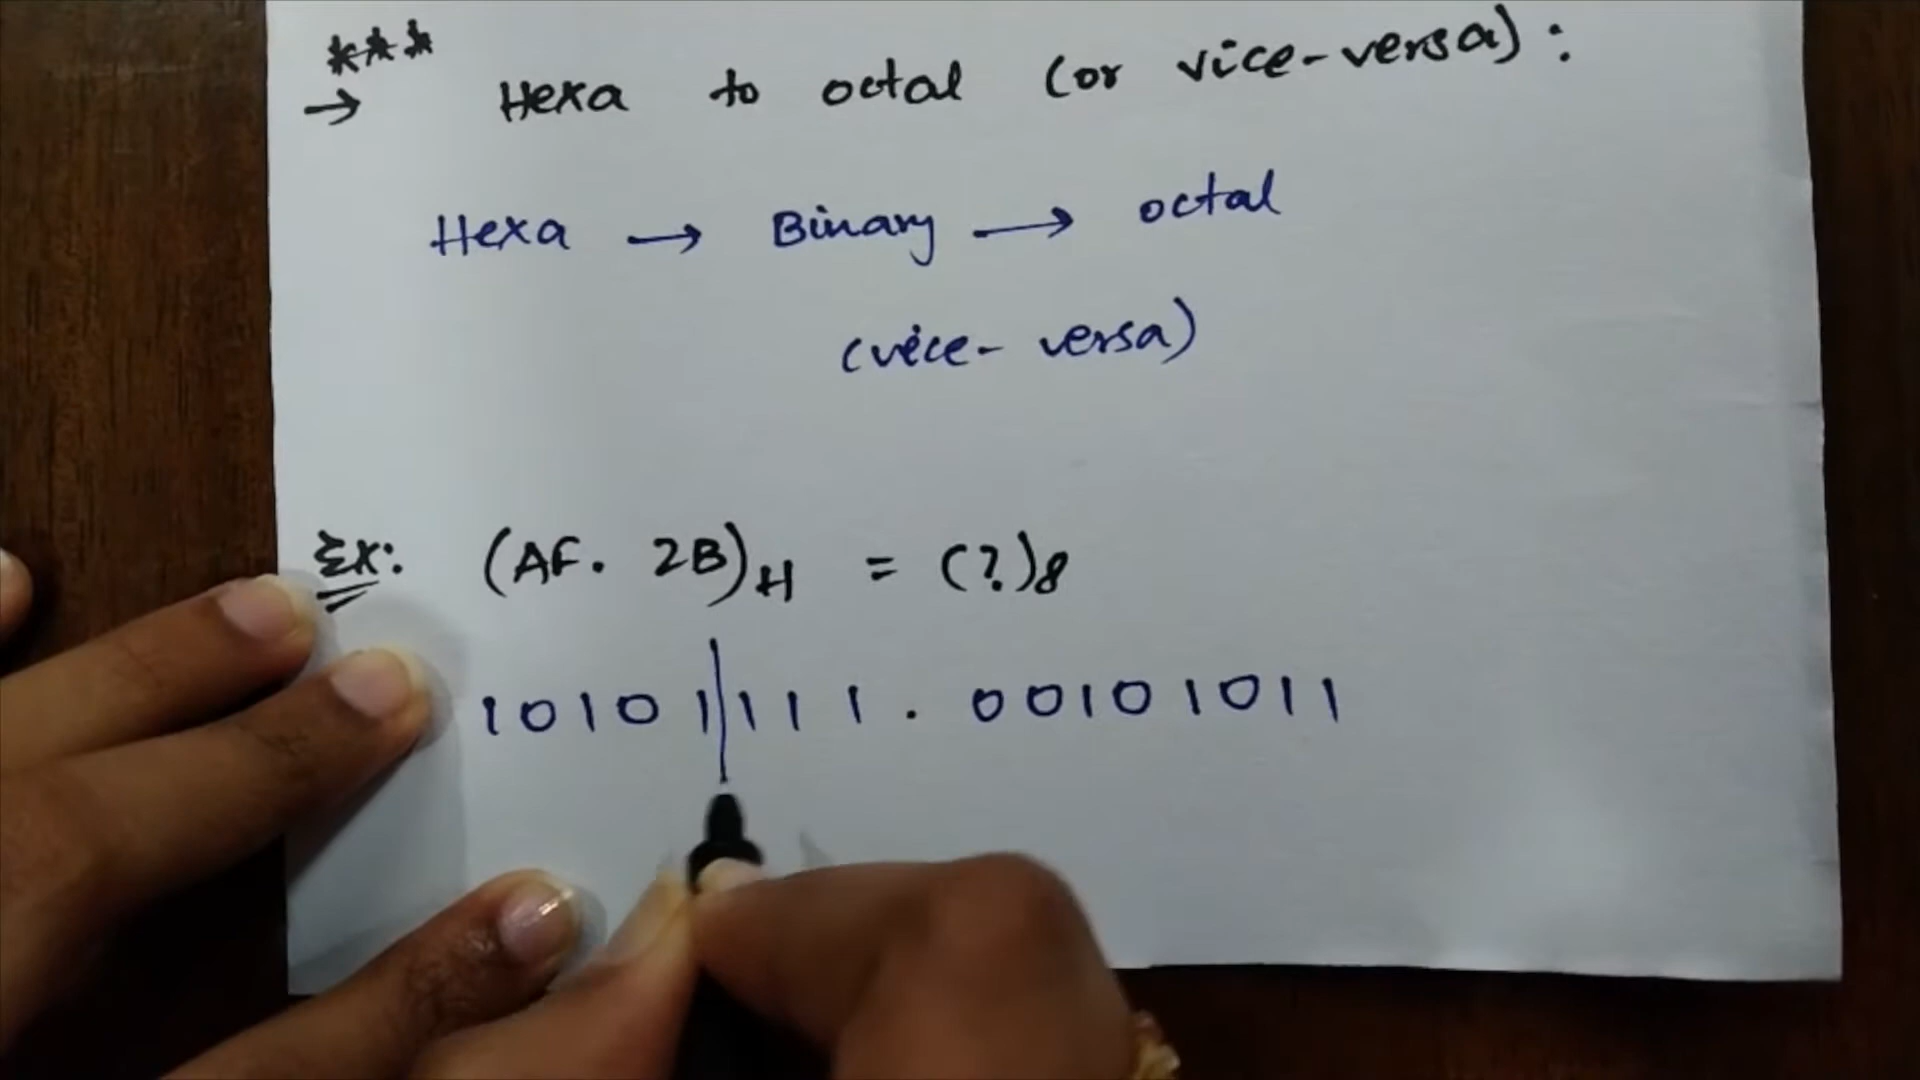 ***
→ Hexa to octal (or vice-versa) :
Hexa → Binary → octal
(vice- versa)
Ex: (AF. 2B)H = (?)8
10101|111 . 00101011